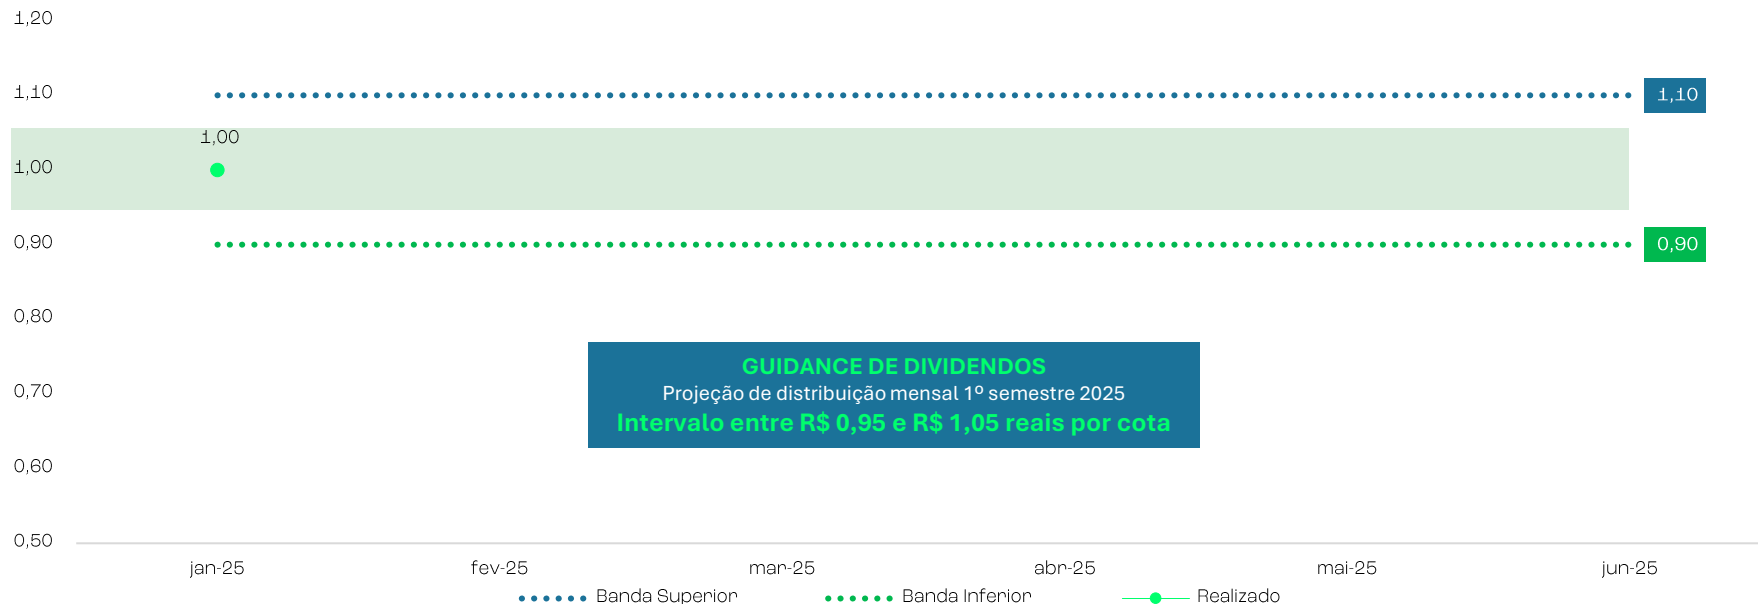 1,20
1,10
1,10
1,00
1,00
0,90
0,90
0,80
GUIDANCE DE DIVIDENDOS
Projeção de distribuição mensal 1º semestre 2025
0,70
Intervalo entre R$ 0,95 e R$ 1,05 reais por cota
0,60
0,50
jan-25 fev-25 mar-25 abr-25 mai-25 jun-25
Banda Superior Banda Inferior Realizado